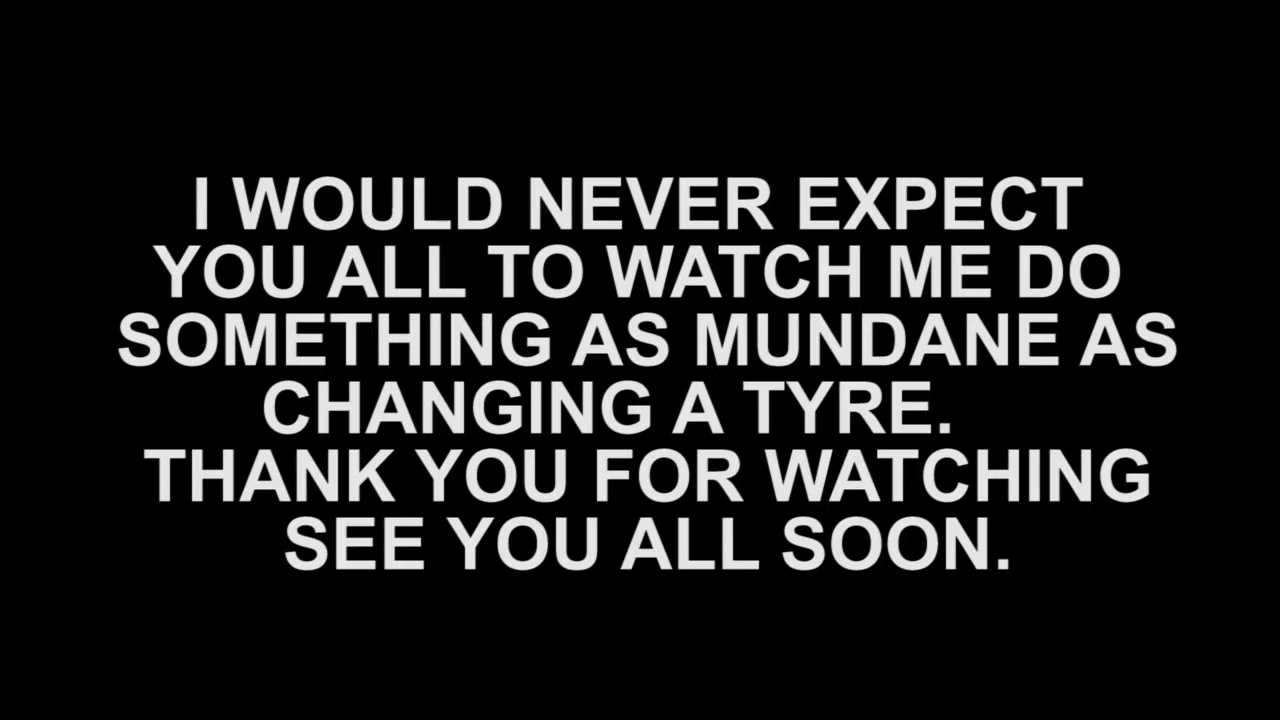 I WOULD NEVER EXPECT
YOU ALL TO WATCH ME DO
SOMETHING AS MUNDANE AS
CHANGING A TYRE.
THANK YOU FOR WATCHING
SEE YOU ALL SOON.